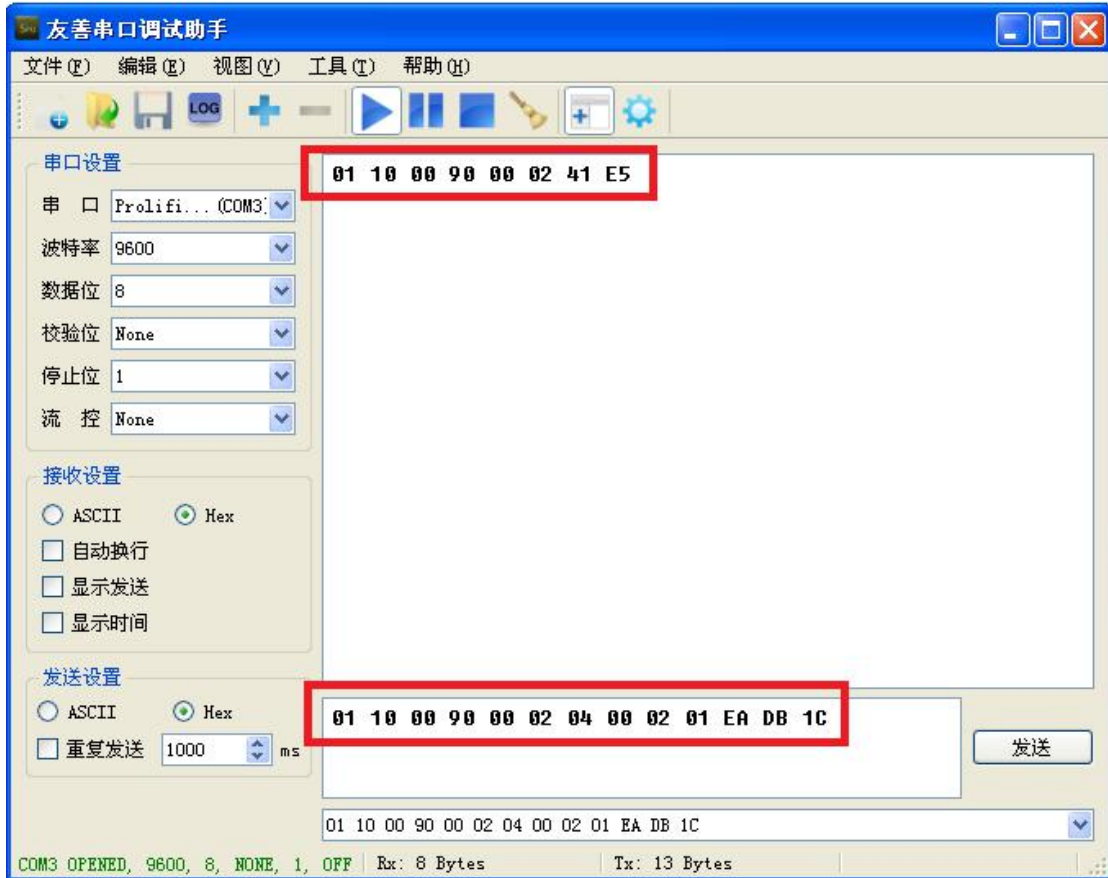 友善串口调试助手
文件(F) 编辑(E) 视图(V) 工具(T) 帮助(H)
LOG
串口设置
串 口 Prolifi... (COM3)
波特率 9600
数据位 8
校验位 None
停止位 1
流 控 None
接收设置
ASCII Hex
自动换行
显示发送
显示时间
发送设置
ASCII Hex
重复发送 1000 ms
01 10 00 90 00 02 41 E5
01 10 00 90 00 02 04 00 02 01 EA DB 1C
发送
01 10 00 90 00 02 04 00 02 01 EA DB 1C
COM3 OPENED, 9600, 8, NONE, 1, OFF Rx: 8 Bytes Tx: 13 Bytes